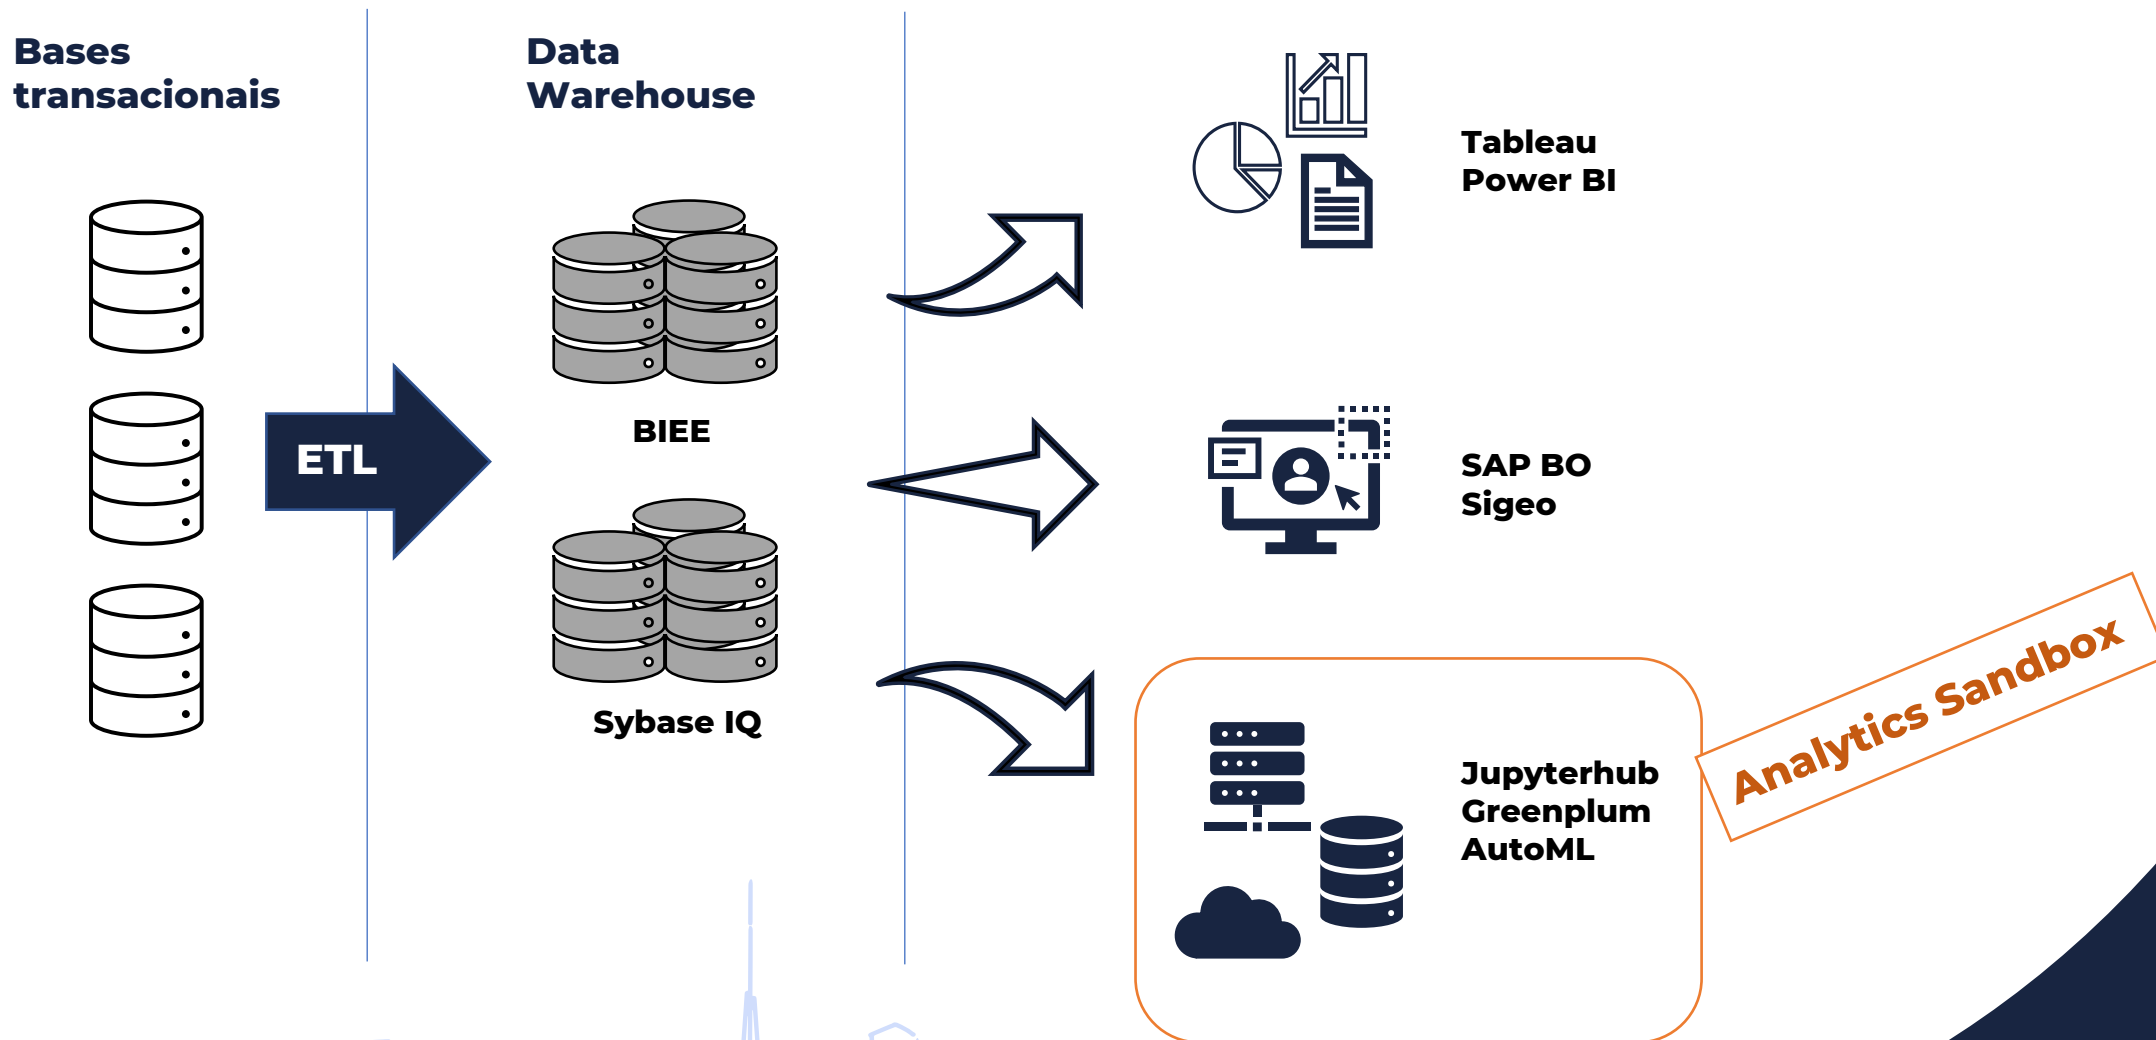 Bases
transacionais
ETL
Data
Warehouse
BIEE
Sybase IQ
Tableau
Power BI
SAP BO
Sigeo
Jupyterhub
Greenplum
AutoML
Analytics Sandbox